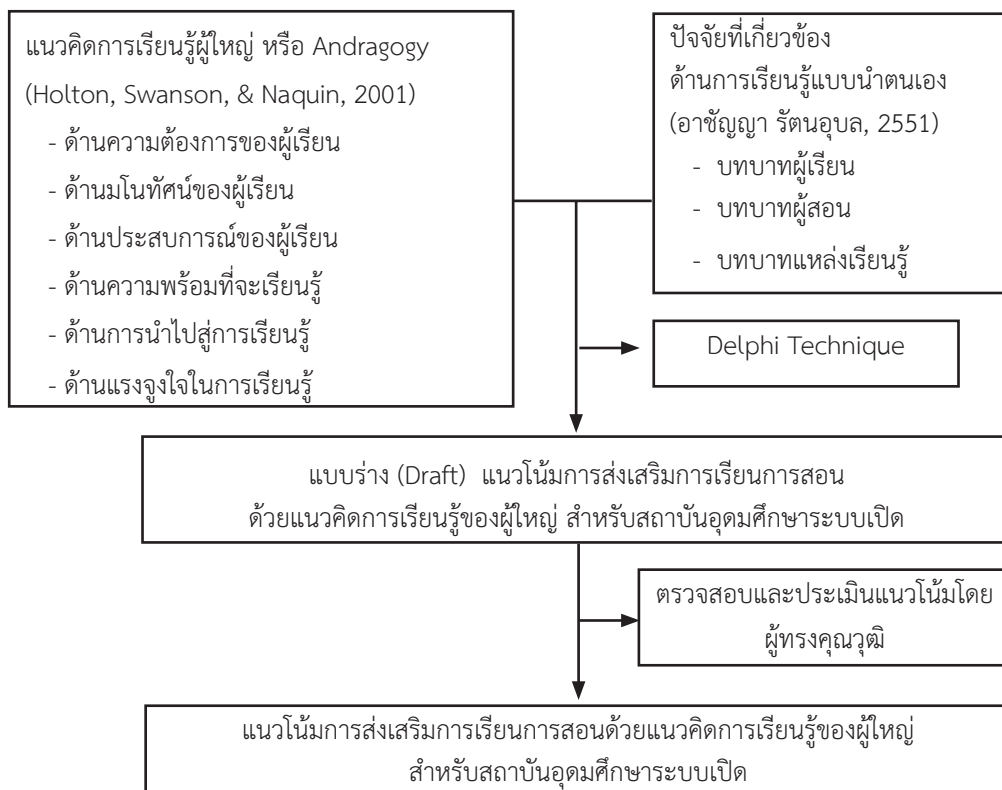 แนวคิดการเรียนรู้ผู้ใหญ่ หรือ Andragogy
(Holton, Swanson, & Naquin, 2001)
- ด้านความต้องการของผู้เรียน
- ด้านมโนทัศน์ของผู้เรียน
- ด้านประสบการณ์ของผู้เรียน
- ด้านความพร้อมที่จะเรียนรู้
- ด้านการนำไปสู่การเรียนรู้
- ด้านแรงจูงใจในการเรียนรู้
ปัจจัยที่เกี่ยวข้อง
ด้านการเรียนรู้แบบนำตนเอง
(อาชัญญา รัตนอุบล, 2551)
- บทบาทผู้เรียน
- บทบาทผู้สอน
- บทบาทแหล่งเรียนรู้
Delphi Technique
แบบร่าง (Draft) แนวโน้มการส่งเสริมการเรียนการสอน
ด้วยแนวคิดการเรียนรู้ของผู้ใหญ่ สำหรับสถาบันอุดมศึกษาระบบเปิด
ตรวจสอบและประเมินแนวโน้มโดย
ผู้ทรงคุณวุฒิ
แนวโน้มการส่งเสริมการเรียนการสอนด้วยแนวคิดการเรียนรู้ของผู้ใหญ่
สำหรับสถาบันอุดมศึกษาระบบเปิด